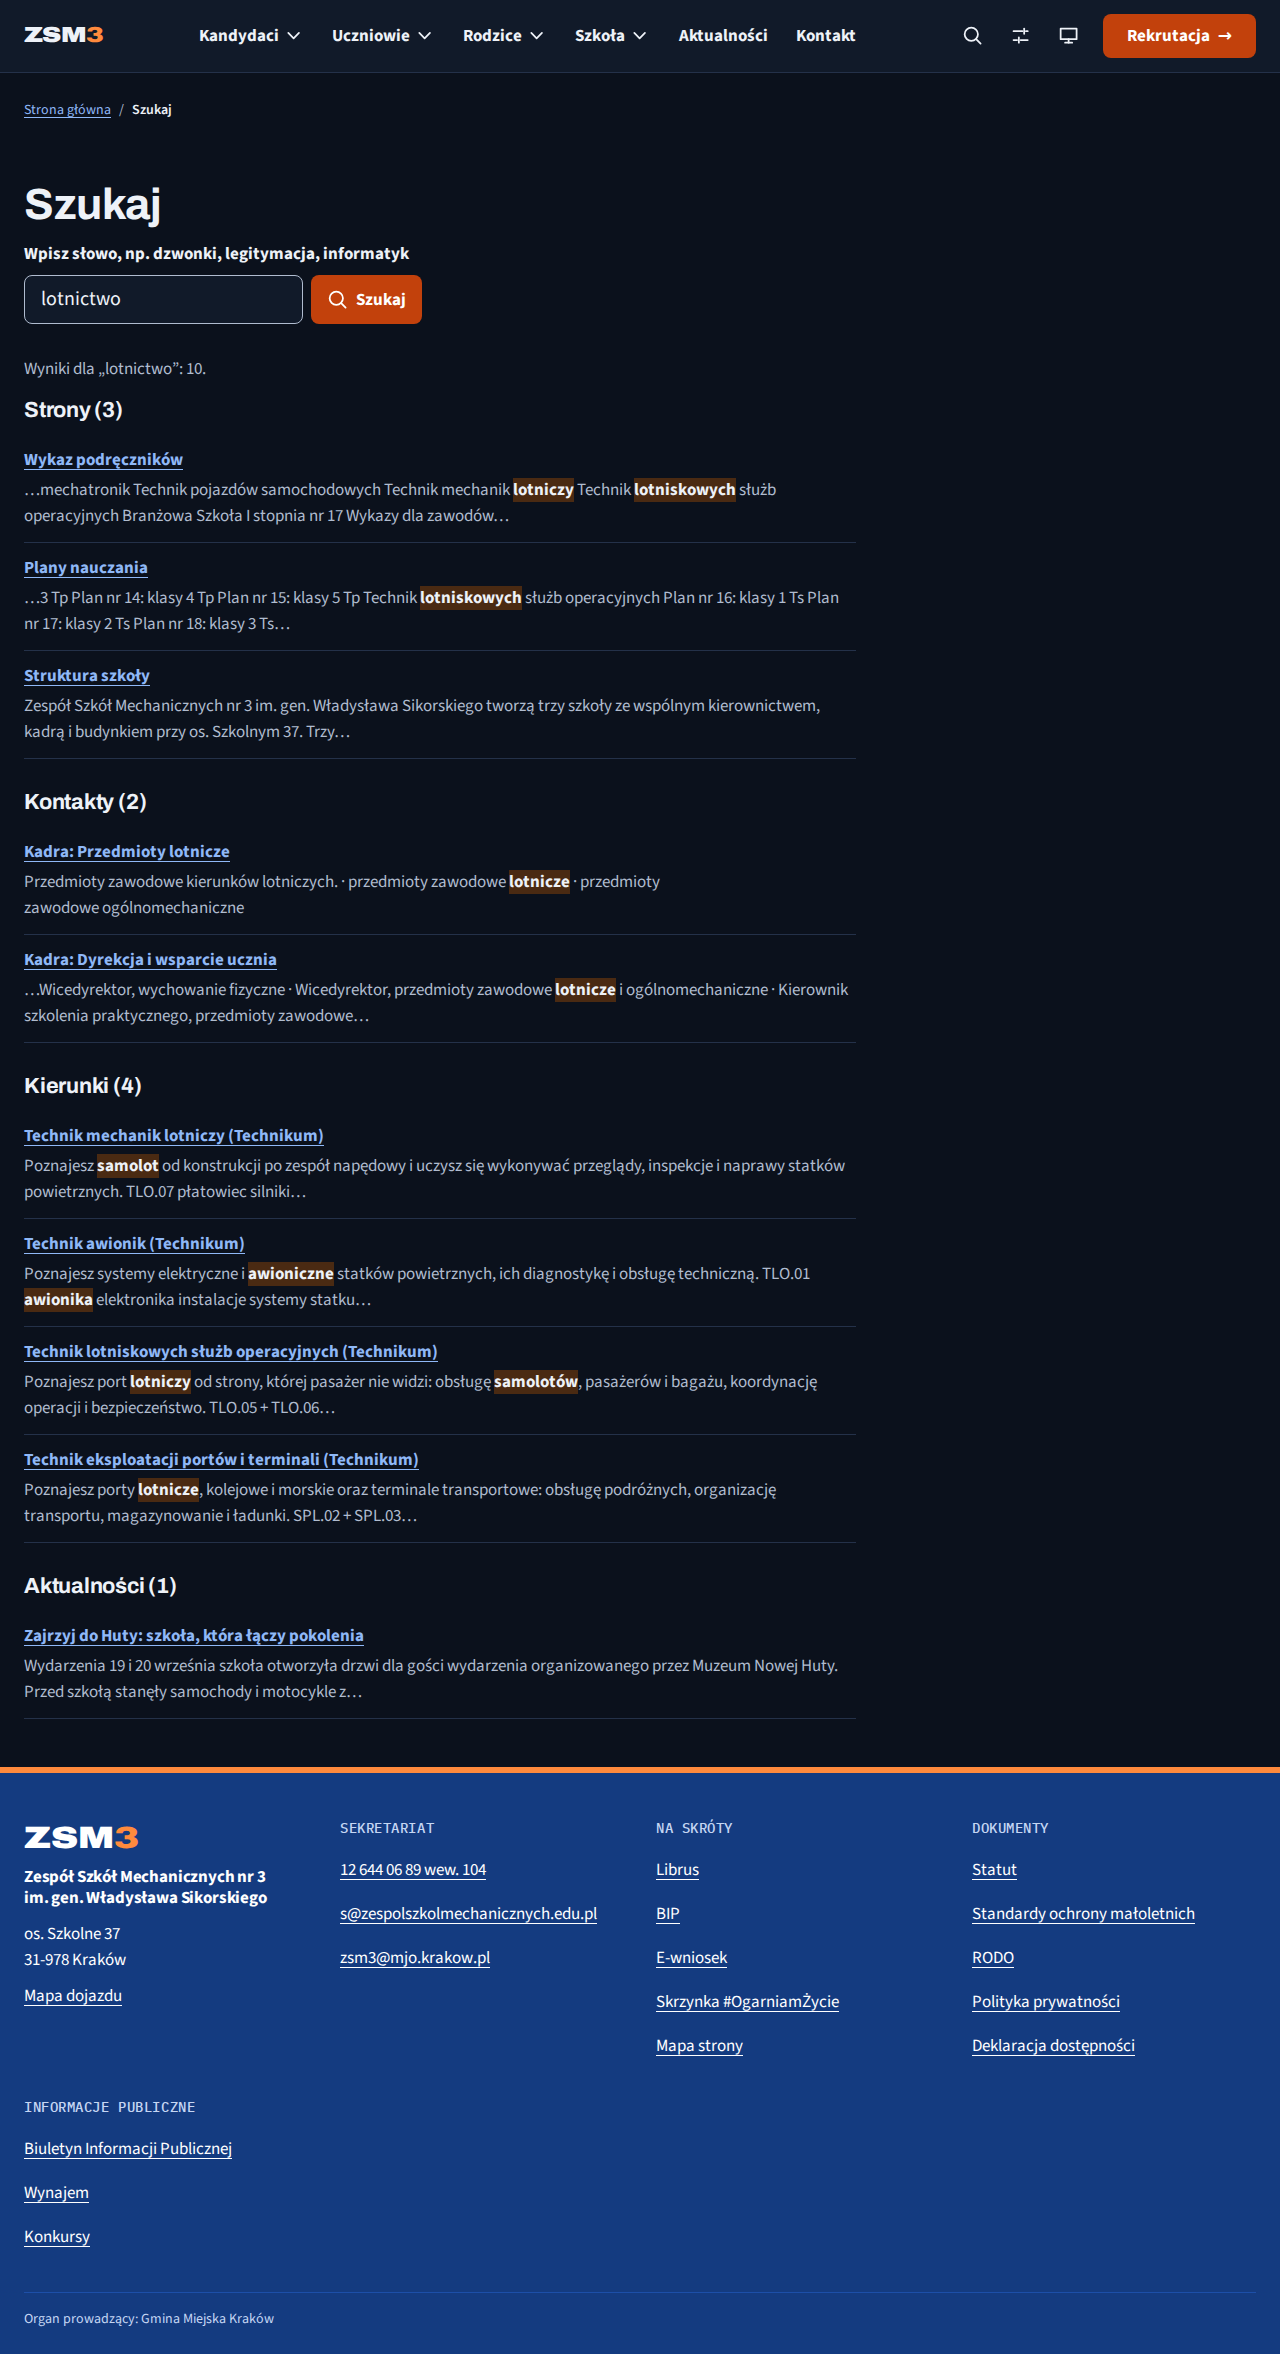 ZSM3
Kandydaci
Uczniowie
Rodzice
Szkoła
Aktualności
Kontakt
Rekrutacja →
Strona główna / Szukaj
Szukaj
Wpisz słowo, np. dzwonki, legitymacja, informatyk
lotnictwo
Szukaj
Wyniki dla „lotnictwo”: 10.
Strony (3)
Wykaz podręczników
…mechatronik Technik pojazdów samochodowych Technik mechanik lotniczy Technik lotniskowych służb
operacyjnych Branżowa Szkoła I stopnia nr 17 Wykazy dla zawodów…
Plany nauczania
…3 Tp Plan nr 14: klasy 4 Tp Plan nr 15: klasy 5 Tp Technik lotniskowych służb operacyjnych Plan nr 16: klasy 1 Ts Plan
nr 17: klasy 2 Ts Plan nr 18: klasy 3 Ts…
Struktura szkoły
Zespół Szkół Mechanicznych nr 3 im. gen. Władysława Sikorskiego tworzą trzy szkoły ze wspólnym kierownictwem,
kadrą i budynkiem przy os. Szkolnym 37. Trzy…
Kontakty (2)
Kadra: Przedmioty lotnicze
Przedmioty zawodowe kierunków lotniczych. · przedmioty zawodowe lotnicze · przedmioty
zawodowe ogólnomechaniczne
Kadra: Dyrekcja i wsparcie ucznia
…Wicedyrektor, wychowanie fizyczne · Wicedyrektor, przedmioty zawodowe lotnicze i ogólnomechaniczne · Kierownik
szkolenia praktycznego, przedmioty zawodowe…
Kierunki (4)
Technik mechanik lotniczy (Technikum)
Poznajesz samolot od konstrukcji po zespół napędowy i uczysz się wykonywać przeglądy, inspekcje i naprawy statków
powietrznych. TLO.07 płatowiec silniki…
Technik awionik (Technikum)
Poznajesz systemy elektryczne i awioniczne statków powietrznych, ich diagnostykę i obsługę techniczną. TLO.01
awionika elektronika instalacje systemy statku…
Technik lotniskowych służb operacyjnych (Technikum)
Poznajesz port lotniczy od strony, której pasażer nie widzi: obsługę samolotów, pasażerów i bagażu, koordynację
operacji i bezpieczeństwo. TLO.05 + TLO.06…
Technik eksploatacji portów i terminali (Technikum)
Poznajesz porty lotnicze, kolejowe i morskie oraz terminale transportowe: obsługę podróżnych, organizację
transportu, magazynowanie i ładunki. SPL.02 + SPL.03…
Aktualności (1)
Zajrzyj do Huty: szkoła, która łączy pokolenia
Wydarzenia 19 i 20 września szkoła otworzyła drzwi dla gości wydarzenia organizowanego przez Muzeum Nowej Huty.
Przed szkołą stanęły samochody i motocykle z…
ZSM3
Zespół Szkół Mechanicznych nr 3
im. gen. Władysława Sikorskiego
os. Szkolne 37
31-978 Kraków
Mapa dojazdu
SEKRETARIAT
12 644 06 89 wew. 104
s@zespolszkolmechanicznych.edu.pl
zsm3@mjo.krakow.pl
NA SKRÓTY
Librus
BIP
E-wniosek
Skrzynka #OgarniamŻycie
Mapa strony
DOKUMENTY
Statut
Standardy ochrony małoletnich
RODO
Polityka prywatności
Deklaracja dostępności
INFORMACJE PUBLICZNE
Biuletyn Informacji Publicznej
Wynajem
Konkursy
Organ prowadzący: Gmina Miejska Kraków